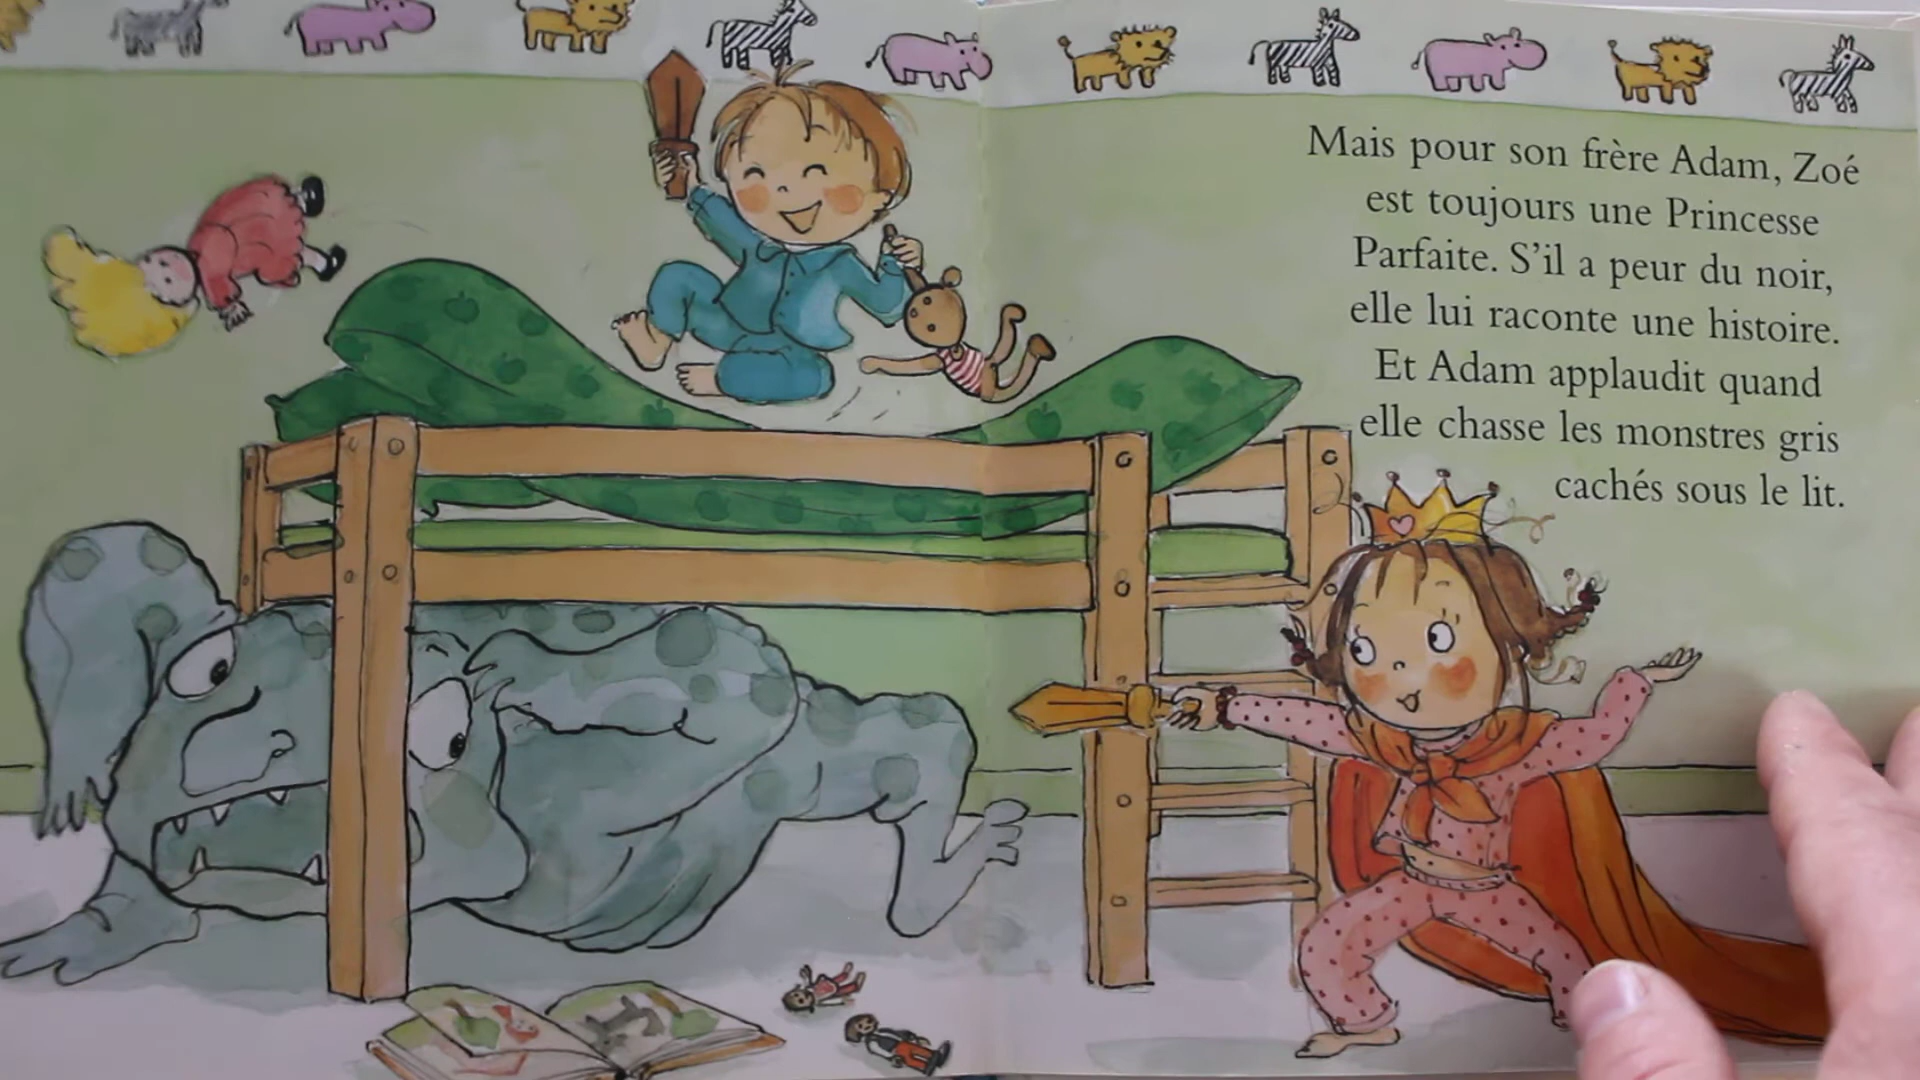 Mais pour son frère Adam, Zoé
est toujours une Princesse
Parfaite. S'il a peur du noir,
elle lui raconte une histoire.
Et Adam applaudit quand
elle chasse les monstres gris
cachés sous le lit.